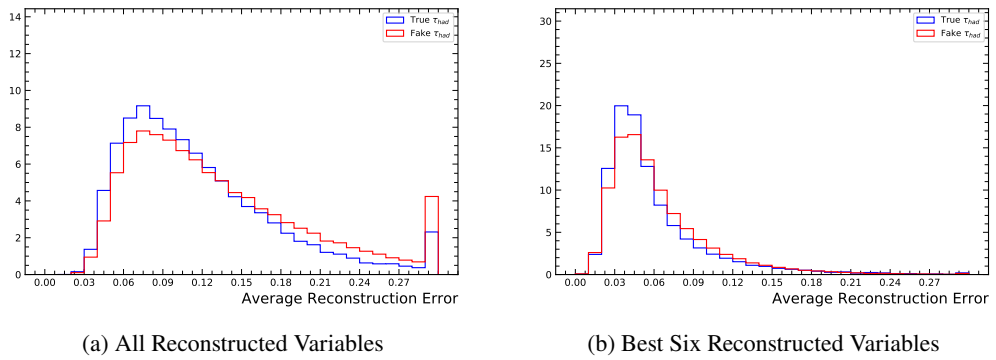 14
12
10
8
6
4
2
0
True τhad
Fake τhad
0.00 0.03 0.06 0.09 0.12 0.15 0.18 0.21 0.24 0.27
Average Reconstruction Error
(a) All Reconstructed Variables
30
25
20
15
10
5
0
True τhad
Fake τhad
0.00 0.03 0.06 0.09 0.12 0.15 0.18 0.21 0.24 0.27
Average Reconstruction Error
(b) Best Six Reconstructed Variables